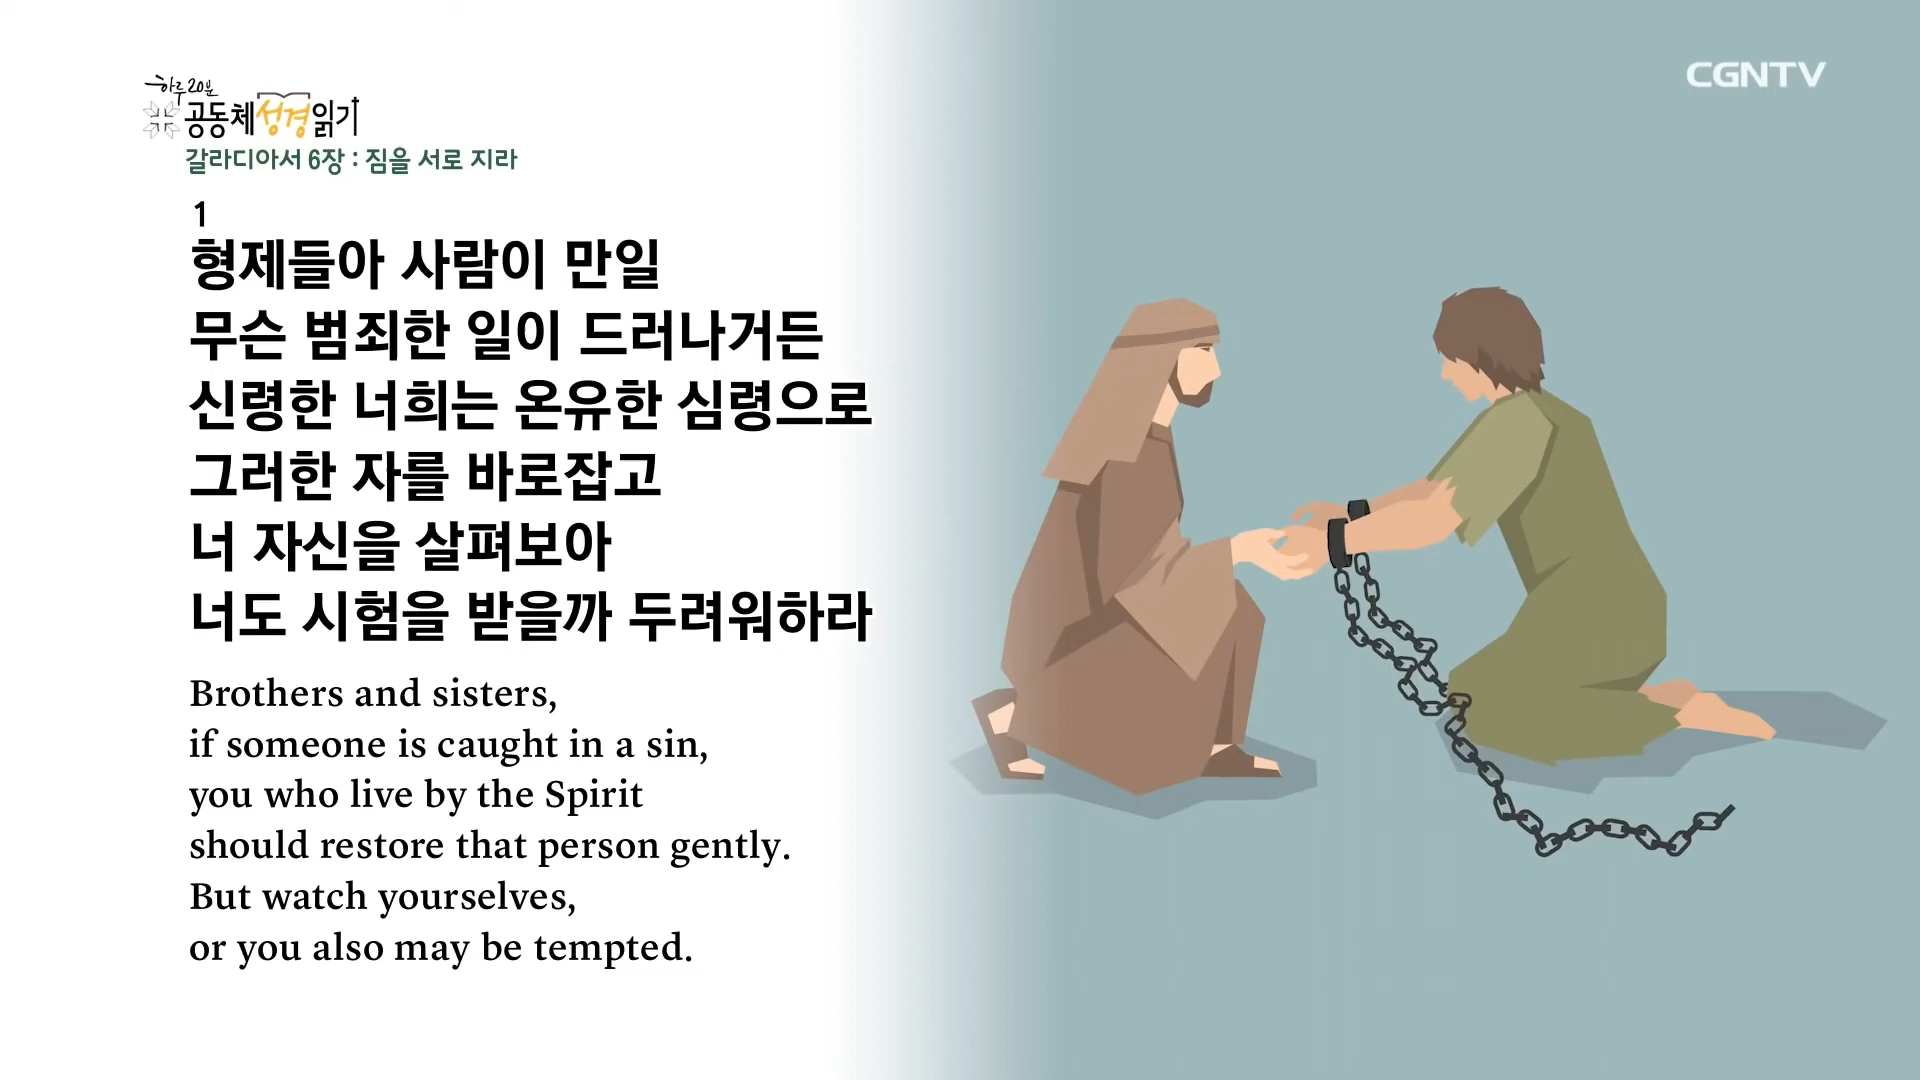 하루 20분
공동체성경읽기
CGNTV
갈라디아서 6장 : 짐을 서로 지라
1
형제들아 사람이 만일
무슨 범죄한 일이 드러나거든
신령한 너희는 온유한 심령으로
그러한 자를 바로잡고
너 자신을 살펴보아
너도 시험을 받을까 두려워하라
Brothers and sisters,
if someone is caught in a sin,
you who live by the Spirit
should restore that person gently.
But watch yourselves,
or you also may be tempted.